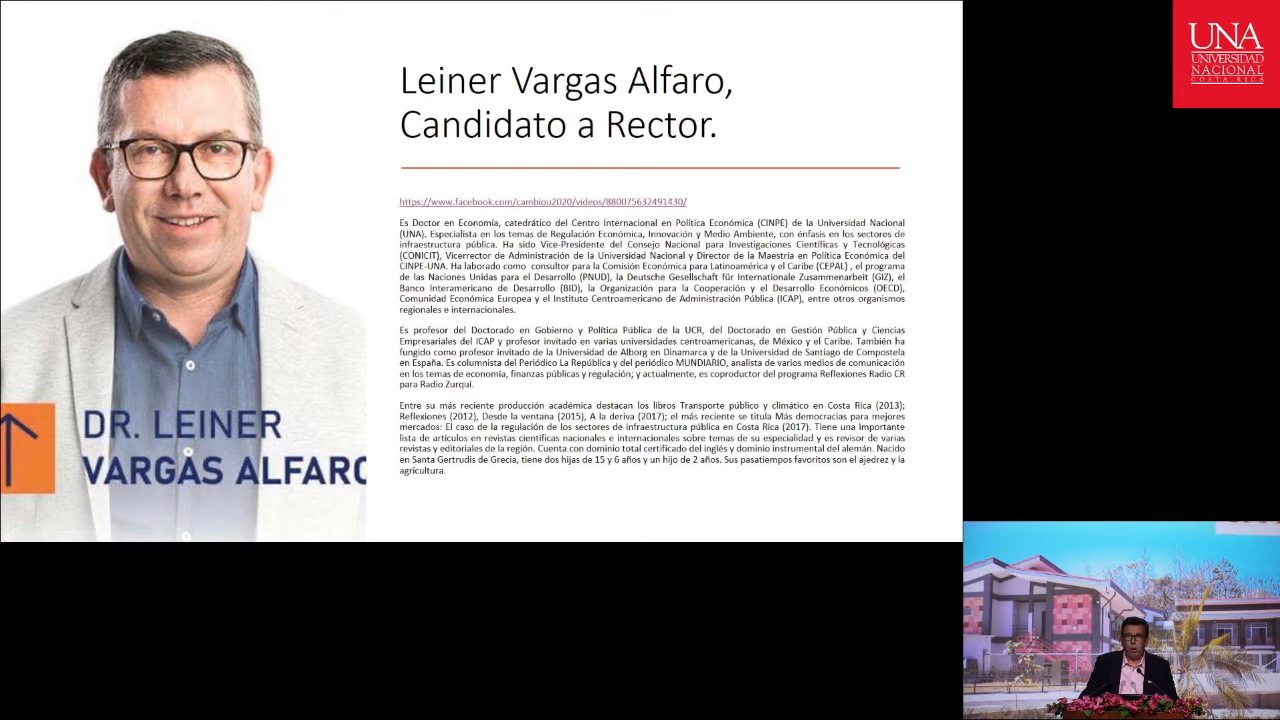 Leiner Vargas Alfaro,
Candidato a Rector.
https://www.facebook.com/cambiou2020/videos/880075632491430/
Es Doctor en Economía, catedrático del Centro Internacional en Política Económica (CINPE) de la Universidad Nacional
(UNA). Especialista en los temas de Regulación Económica, Innovación y Medio Ambiente, con énfasis en los sectores de
infraestructura pública. Ha sido Vice-Presidente del Consejo Nacional para Investigaciones Científicas y Tecnológicas
(CONICIT), Vicerrector de Administración de la Universidad Nacional y Director de la Maestría en Política Económica del
CINPE-UNA. Ha laborado como consultor para la Comisión Económica para Latinoamérica y el Caribe (CEPAL) , el programa
de las Naciones Unidas para el Desarrollo (PNUD), la Deutsche Gesellschaft für Internationale Zusammenarbeit (GIZ), el
Banco Interamericano de Desarrollo (BID), la Organización para la Cooperación y el Desarrollo Económicos (OECD),
Comunidad Económica Europea y el Instituto Centroamericano de Administración Pública (ICAP), entre otros organismos
regionales e internacionales.
Es profesor del Doctorado en Gobierno y Política Pública de la UCR, del Doctorado en Gestión Pública y Ciencias
Empresariales del ICAP y profesor invitado en varias universidades centroamericanas, de México y el Caribe. También ha
fungido como profesor invitado de la Universidad de Alborg en Dinamarca y de la Universidad de Santiago de Compostela
en España. Es columnista del Periódico La República y del periódico MUNDIARIO, analista de varios medios de comunicación
en los temas de economía, finanzas públicas y regulación; y actualmente, es coproductor del programa Reflexiones Radio CR
para Radio Zurquí.
Entre su más reciente producción académica destacan los libros Transporte público y climático en Costa Rica (2013);
Reflexiones (2012), Desde la ventana (2015), A la deriva (2017); el más reciente se titula Más democracias para mejores
mercados: El caso de la regulación de los sectores de infraestructura pública en Costa Rica (2017). Tiene una importante
lista de artículos en revistas científicas nacionales e internacionales sobre temas de su especialidad y es revisor de varias
revistas y editoriales de la región. Cuenta con dominio total certificado del inglés y dominio instrumental del alemán. Nacido
en Santa Gertrudis de Grecia, tiene dos hijas de 15 y 6 años y un hijo de 2 años. Sus pasatiempos favoritos son el ajedrez y la
agricultura.
DR. LEINER
VARGAS ALFARO
UNA
UNIVERSIDAD
NACIONAL
COSTA RICA